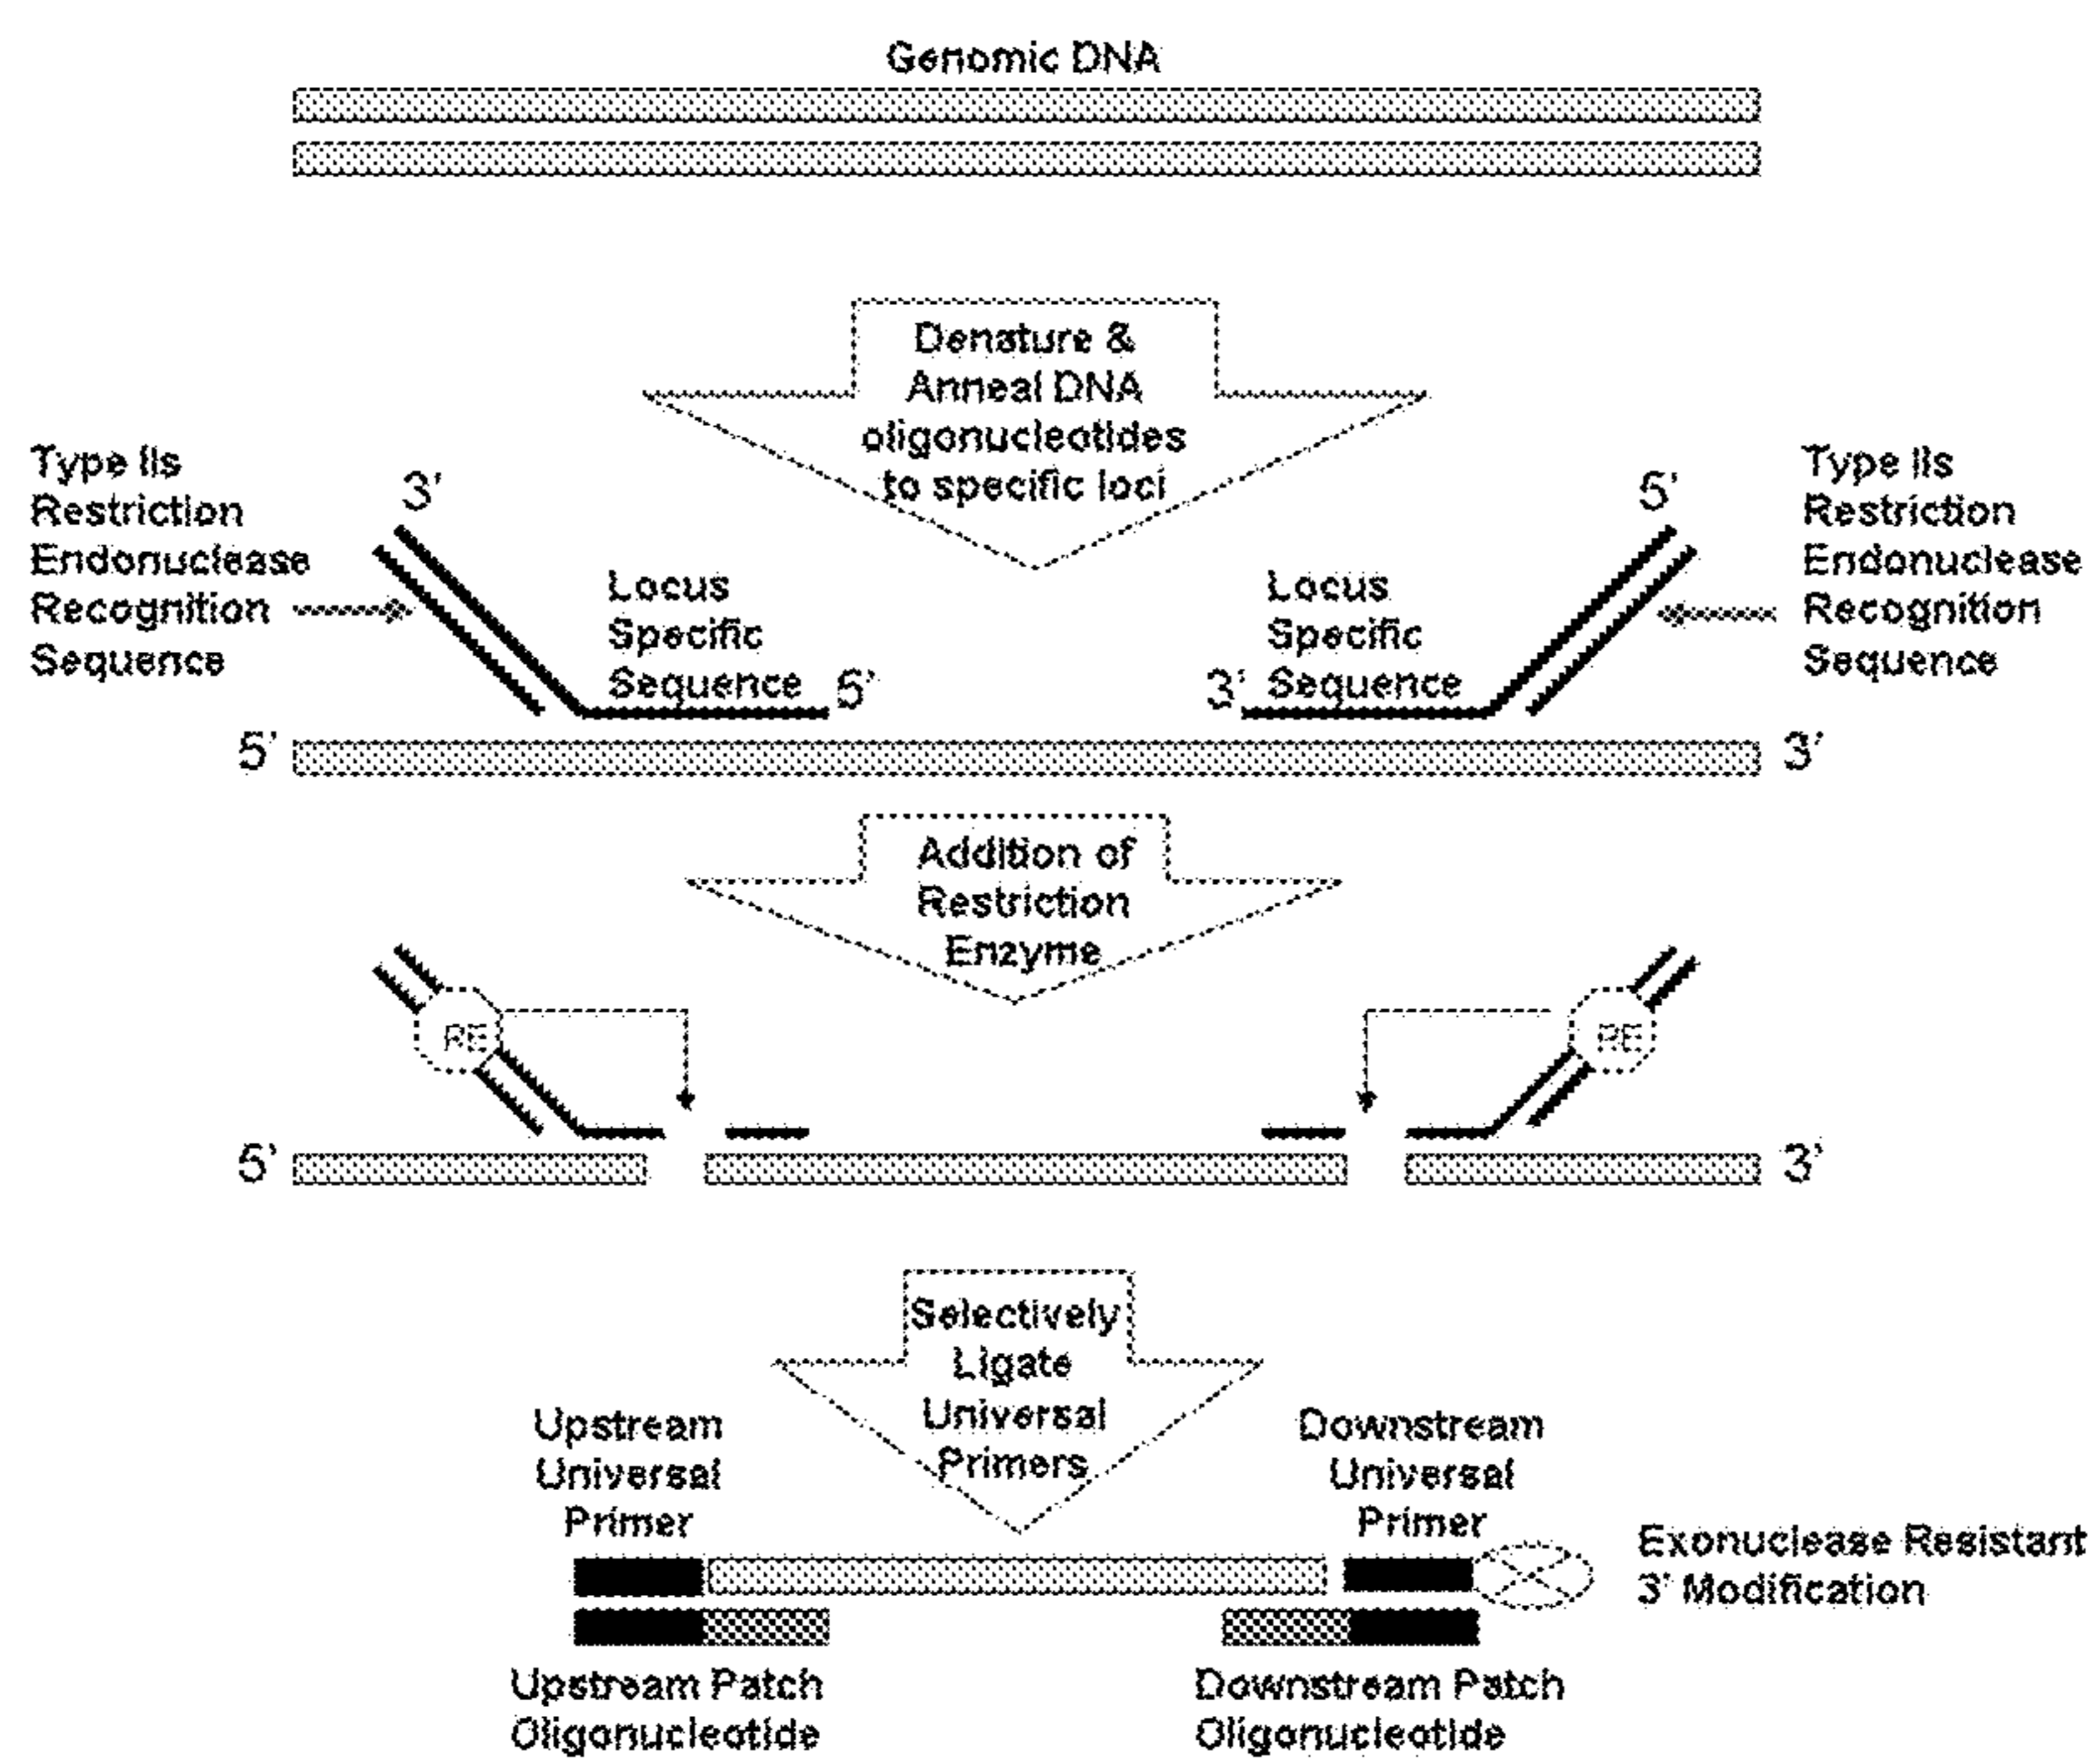 Genomic DNA
Denature &
Anneal DNA
oligonucleotides
to specific loci
Type IIs
Restriction
Endonuclease
Recognition
Sequence
3'
Locus
Specific
Sequence
5'
3'
Locus
Specific
Sequence
5'
Type IIs
Restriction
Endonuclease
Recognition
Sequence
5'
3'
Addition of
Restriction
Enzyme
RE
RE
5'
3'
Selectively
Ligate
Universal
Primers
Upstream
Universal
Primer
Downstream
Universal
Primer
Exonuclease Resistant
3' Modification
Upstream Patch
Oligonucleotide
Downstream Patch
Oligonucleotide